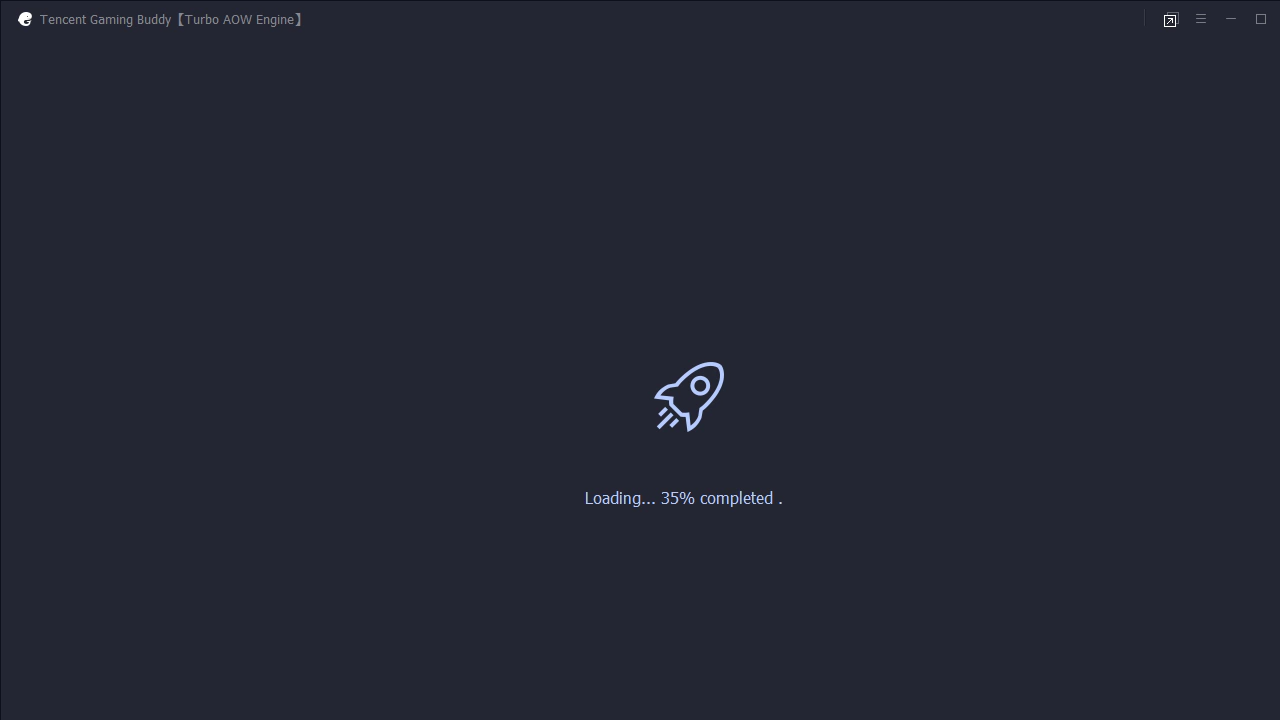 Tencent Gaming Buddy【Turbo AOW Engine】
Loading... 35% completed .